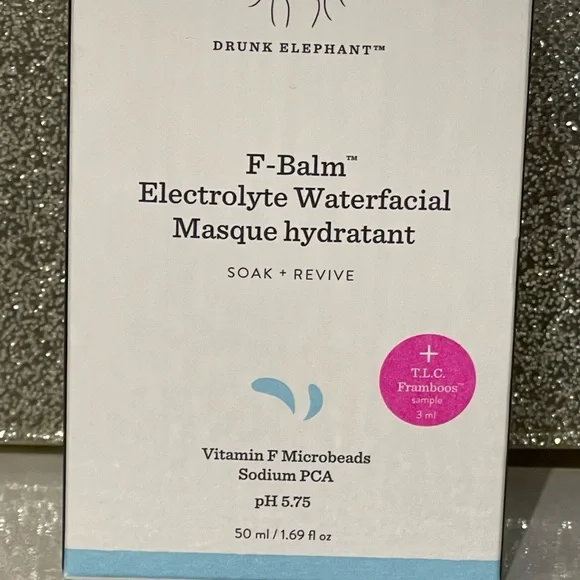 DRUNK ELEPHANT™
F-Balm™
Electrolyte Waterfacial
Masque hydratant
SOAK + REVIVE
+
T.L.C.
Framboos™
sample
3 ml
Vitamin F Microbeads
Sodium PCA
pH 5.75
50 ml / 1.69 fl oz